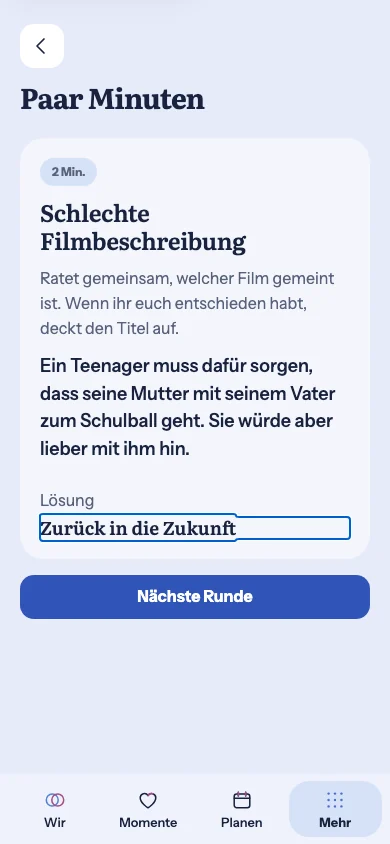 Paar Minuten
2 Min.
Schlechte
Filmbeschreibung
Ratet gemeinsam, welcher Film gemeint
ist. Wenn ihr euch entschieden habt,
deckt den Titel auf.
Ein Teenager muss dafür sorgen,
dass seine Mutter mit seinem Vater
zum Schulball geht. Sie würde aber
lieber mit ihm hin.
Lösung
Zurück in die Zukunft
Nächste Runde
Wir
Momente
Planen
Mehr